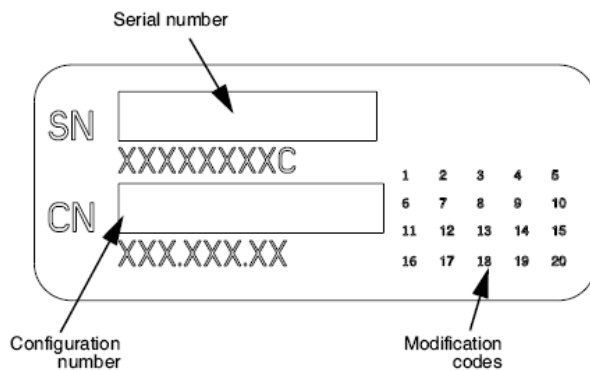 Serial number
SN
XXXXXXXXC
CN
XXX.XXX.XX
1 2 3 4 5
6 7 8 9 10
11 12 13 14 15
16 17 18 19 20
Configuration
number
Modification
codes